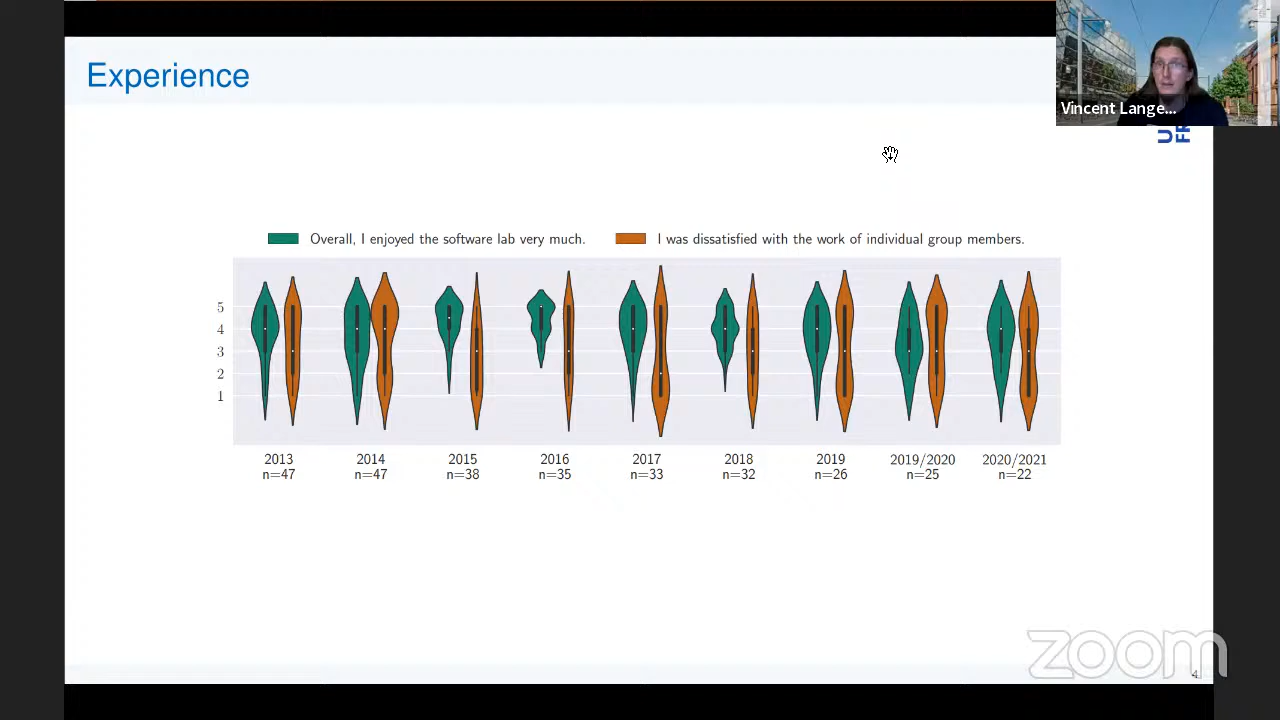 Experience
Vincent Lange...
Overall, I enjoyed the software lab very much.
I was dissatisfied with the work of individual group members.
5
4
3
2
1
2013 2014 2015 2016 2017 2018 2019 2019/2020 2020/2021
n=47 n=47 n=38 n=35 n=33 n=32 n=26 n=25 n=22
zoom
4